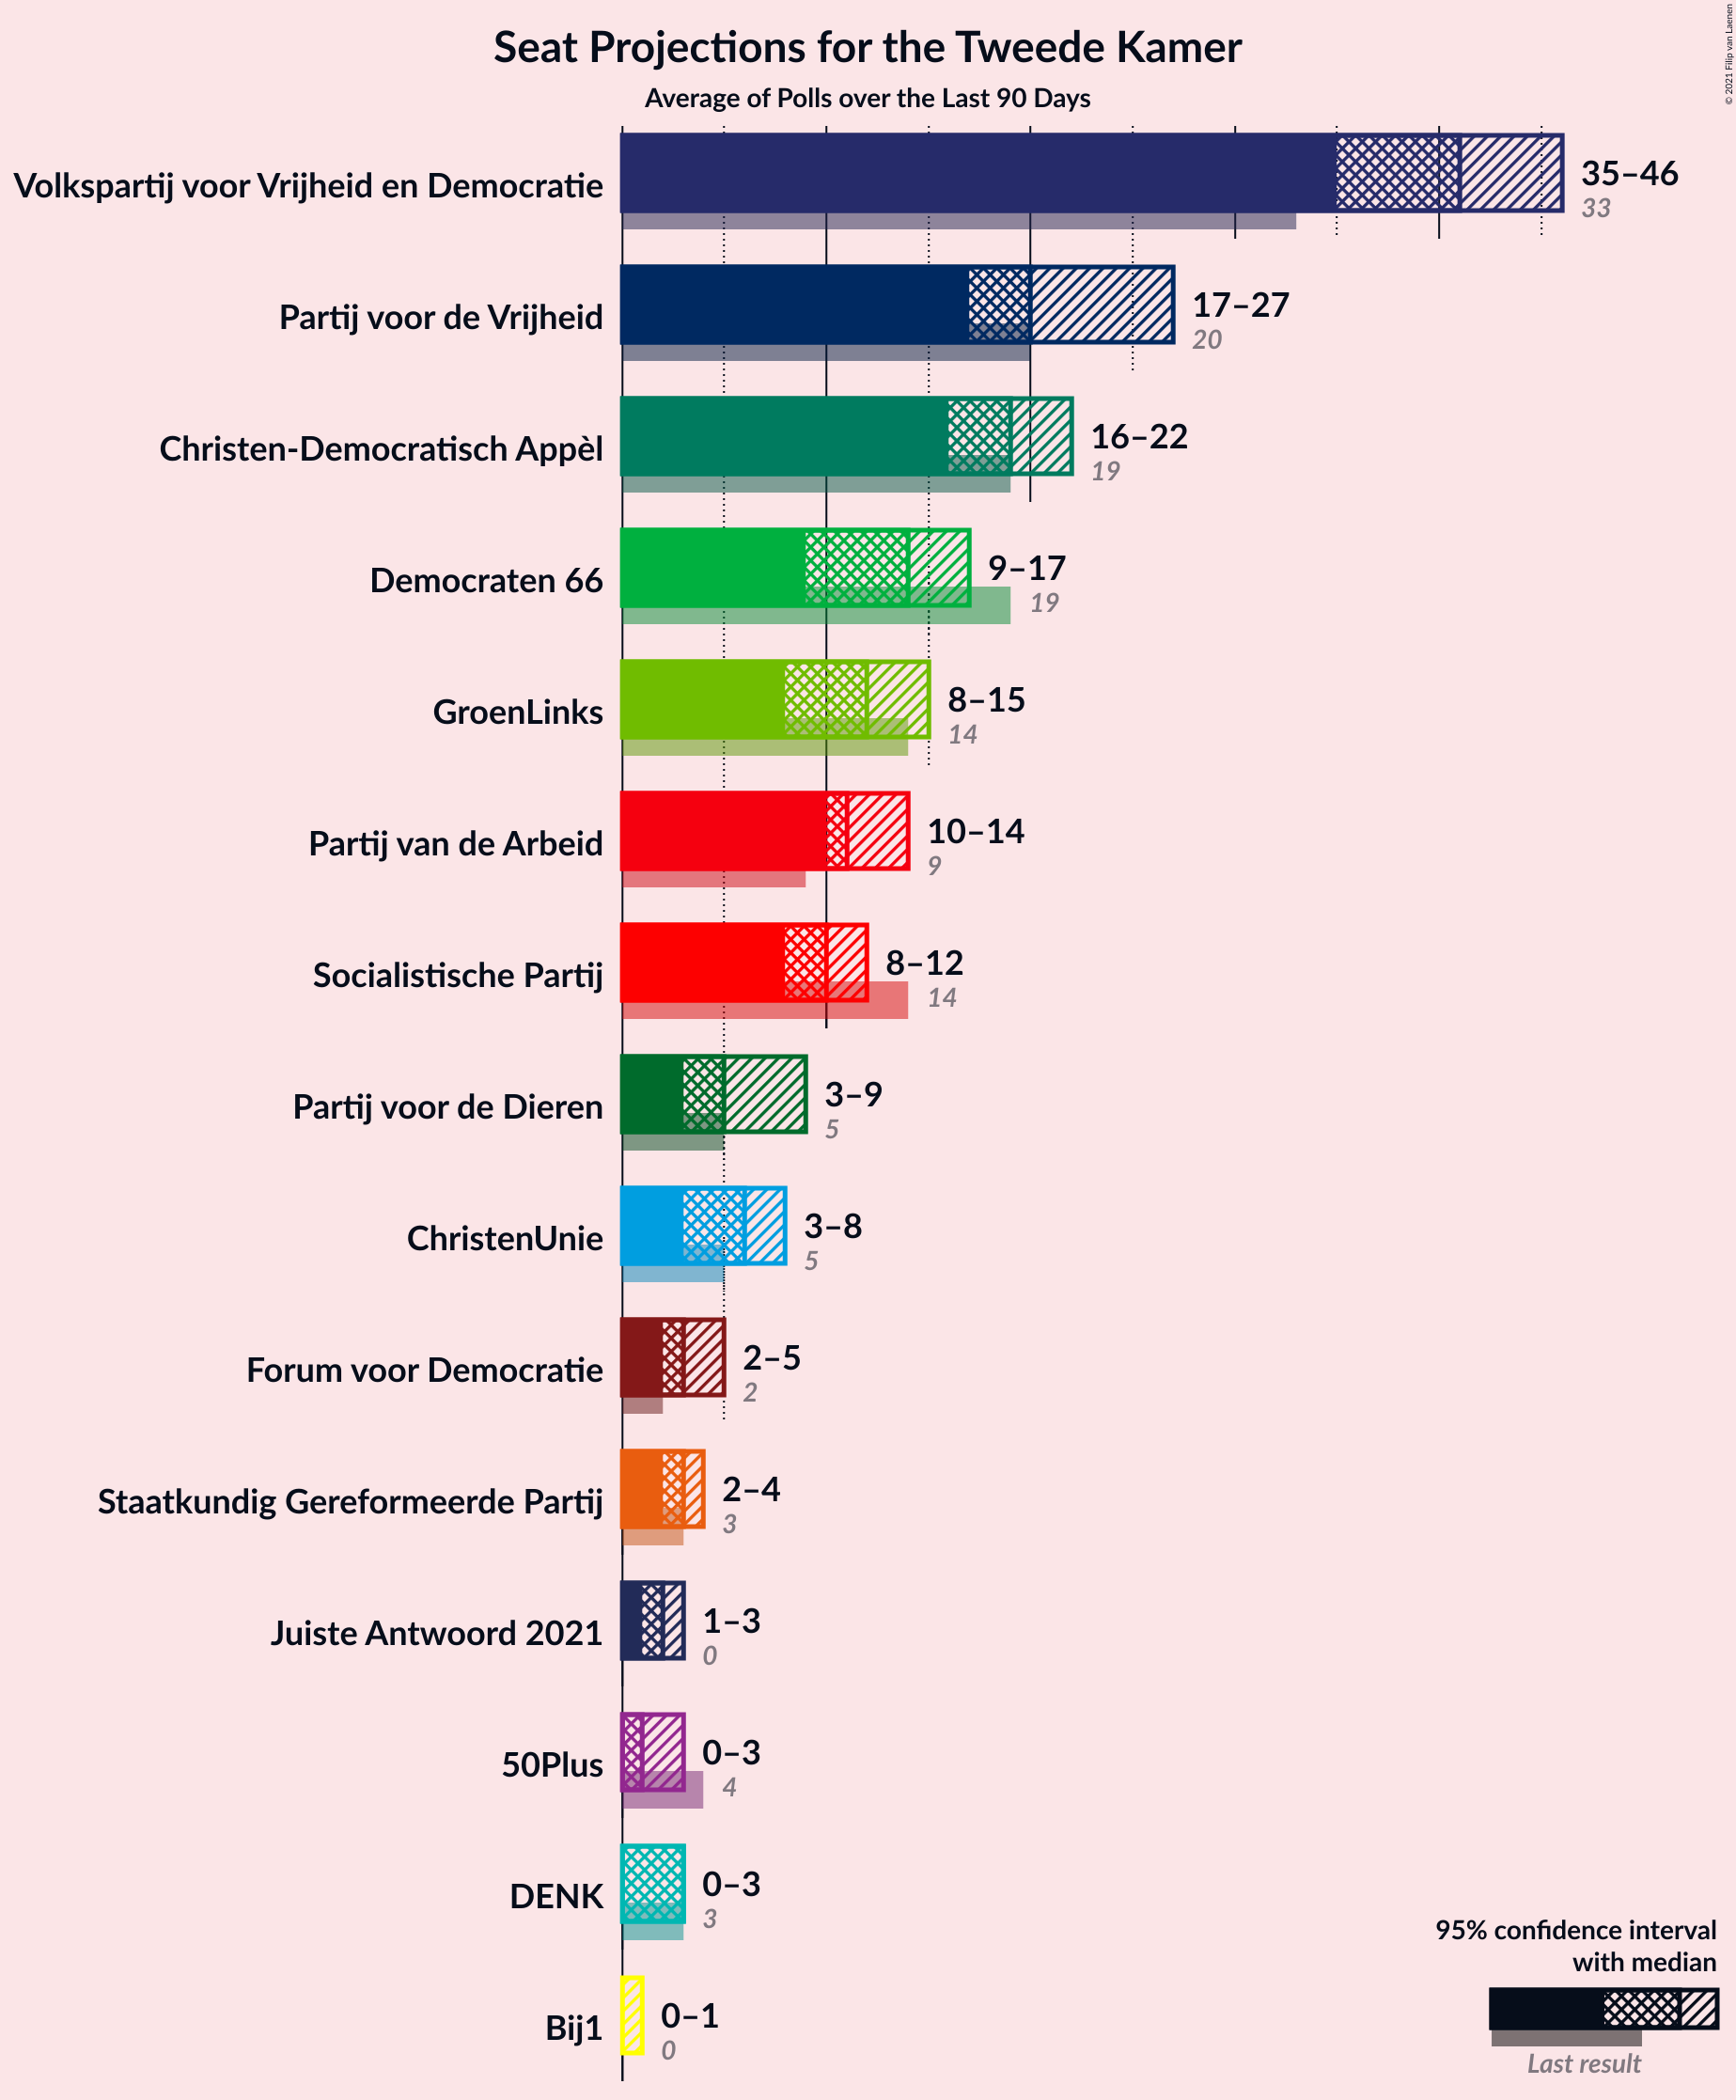 Seat Projections for the Tweede Kamer
Average of Polls over the Last 90 Days
© 2021 Filip van Laenen
Volkspartij voor Vrijheid en Democratie
35–46
33
Partij voor de Vrijheid
17–27
20
Christen-Democratisch Appèl
16–22
19
Democraten 66
9–17
19
GroenLinks
8–15
14
Partij van de Arbeid
10–14
9
Socialistische Partij
8–12
14
Partij voor de Dieren
3–9
5
ChristenUnie
3–8
5
Forum voor Democratie
2–5
2
Staatkundig Gereformeerde Partij
2–4
3
Juiste Antwoord 2021
1–3
0
50Plus
0–3
4
DENK
0–3
3
Bij1
0–1
0
95% confidence interval
with median
Last result